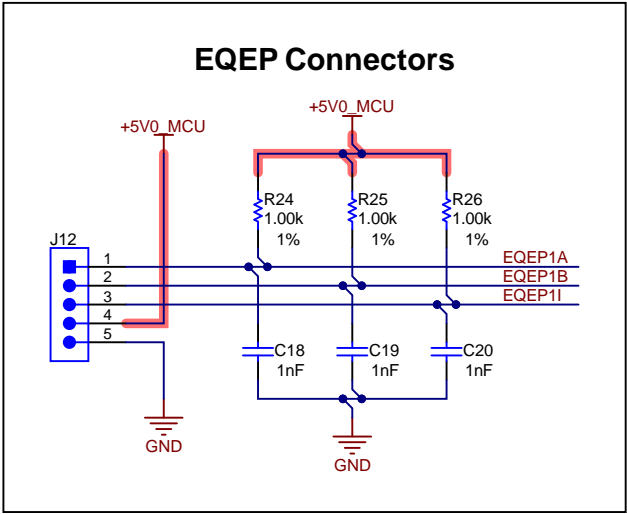 EQEP Connectors
+5V0_MCU
+5V0_MCU
R24
1.00k
1%
R25
1.00k
1%
R26
1.00k
1%
J12
1
2
3
4
5
EQEP1A
EQEP1B
EQEP1I
C18
1nF
C19
1nF
C20
1nF
GND
GND